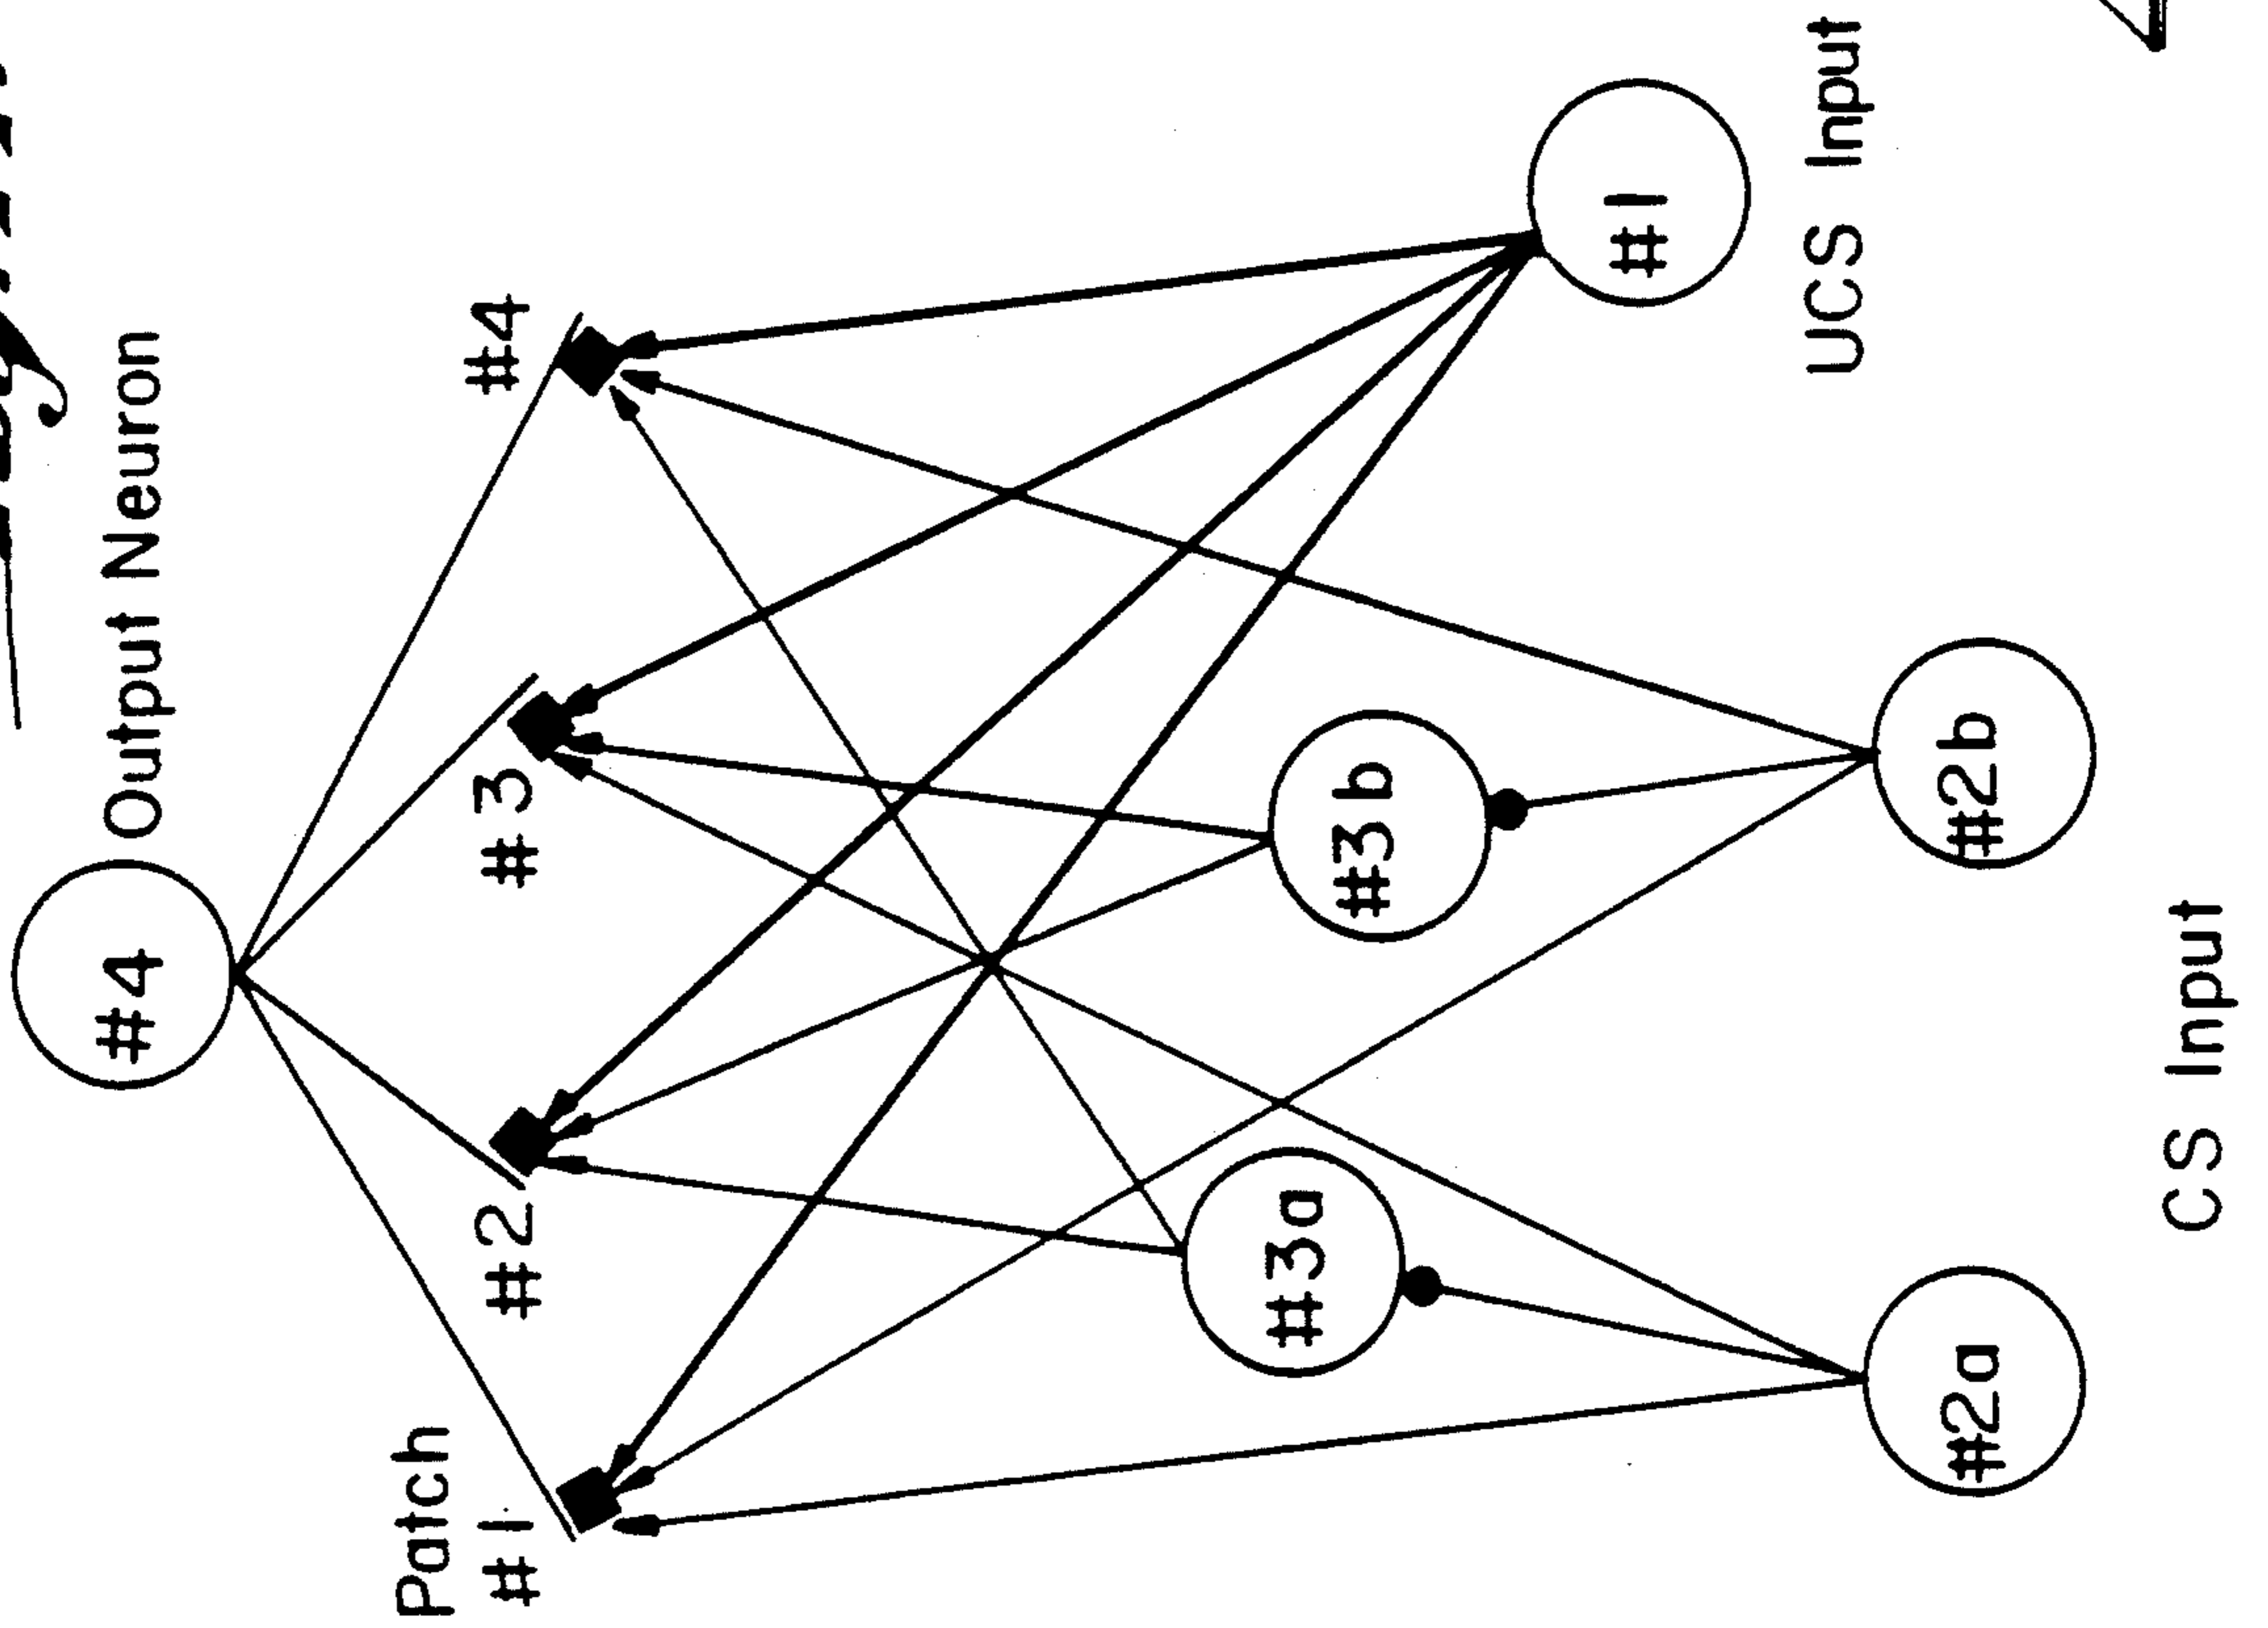 #4 Output Neuron
Patch
#1
#2
#3
#4
#3a
#3b
#1
UCS Input
#2a
#2b
CS Input